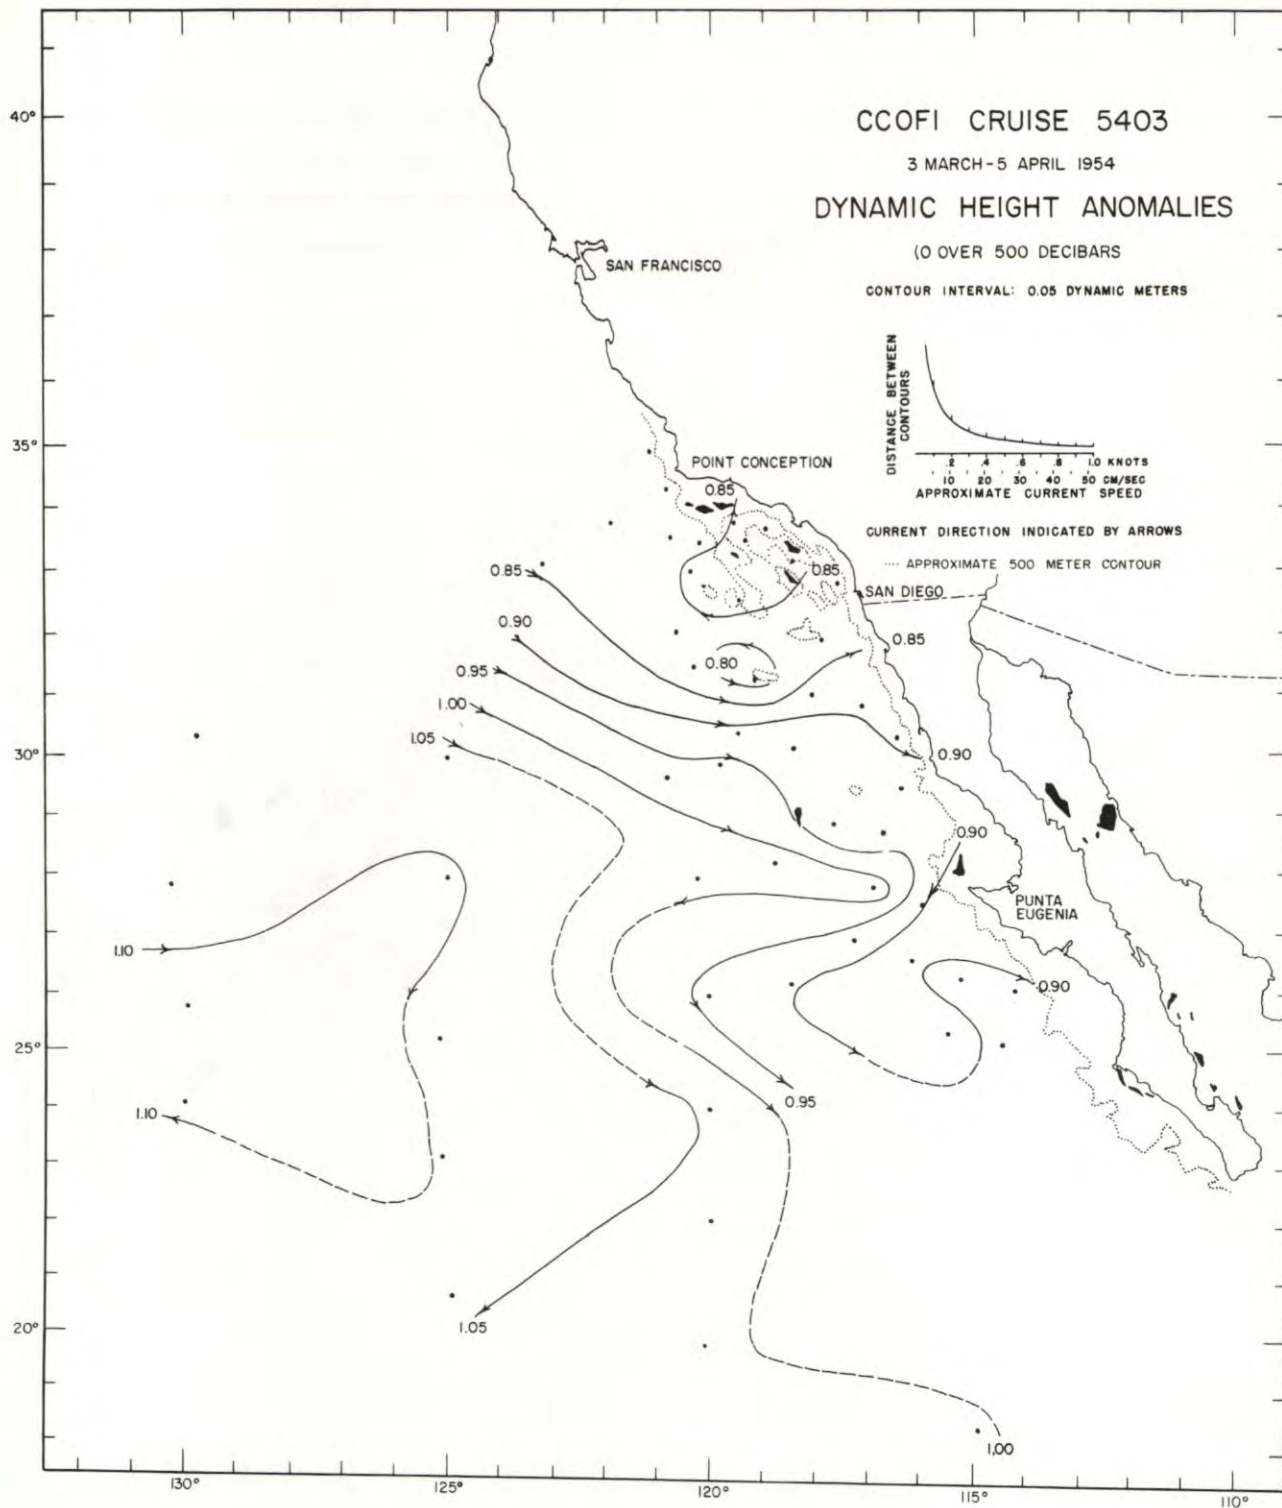 CCOFI CRUISE 5403
3 MARCH-5 APRIL 1954
DYNAMIC HEIGHT ANOMALIES
(0 OVER 500 DECIBARS
CONTOUR INTERVAL: 0.05 DYNAMIC METERS
DISTANCE BETWEEN
CONTOURS
.2 .4 .6 .8 1.0 KNOTS
10 20 30 40 50 CM/SEC
APPROXIMATE CURRENT SPEED
CURRENT DIRECTION INDICATED BY ARROWS
APPROXIMATE 500 METER CONTOUR
40°
SAN FRANCISCO
35°
POINT CONCEPTION
0.85
0.85
0.85
SAN DIEGO
0.90
0.85
0.80
0.95
1.00
1.05
30°
0.90
0.90
PUNTA
EUGENIA
1.10
0.90
25°
0.95
1.10
20°
1.05
1.00
130°
125°
120°
115°
110°